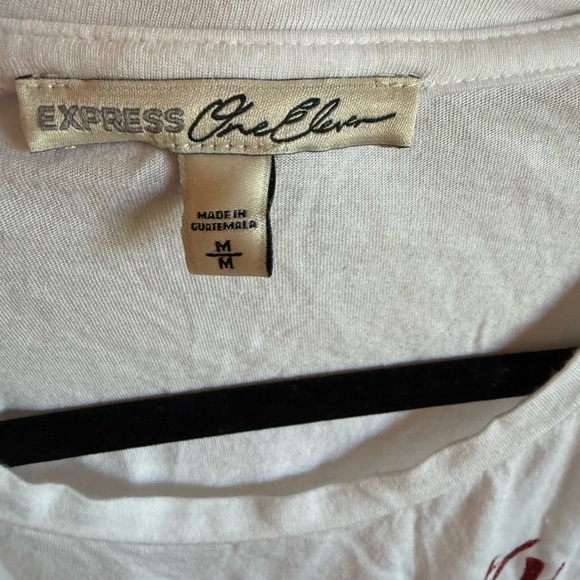 EXPRESS One Eleven
MADE IN
GUATEMALA
M
M